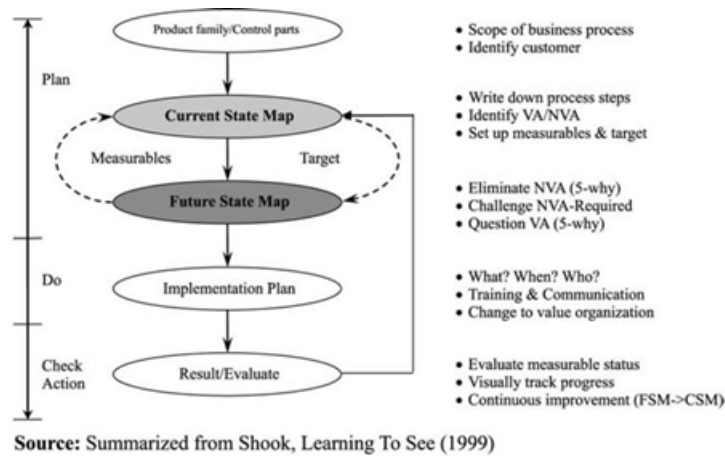 Product family/Control parts
• Scope of business process
• Identify customer
Plan
Current State Map
• Write down process steps
• Identify VA/NVA
• Set up measurables & target
Measurables
Target
Future State Map
• Eliminate NVA (5-why)
• Challenge NVA-Required
• Question VA (5-why)
Do
Implementation Plan
• What? When? Who?
• Training & Communication
• Change to value organization
Check
Action
Result/Evaluate
• Evaluate measurable status
• Visually track progress
• Continuous improvement (FSM->CSM)
Source: Summarized from Shook, Learning To See (1999)